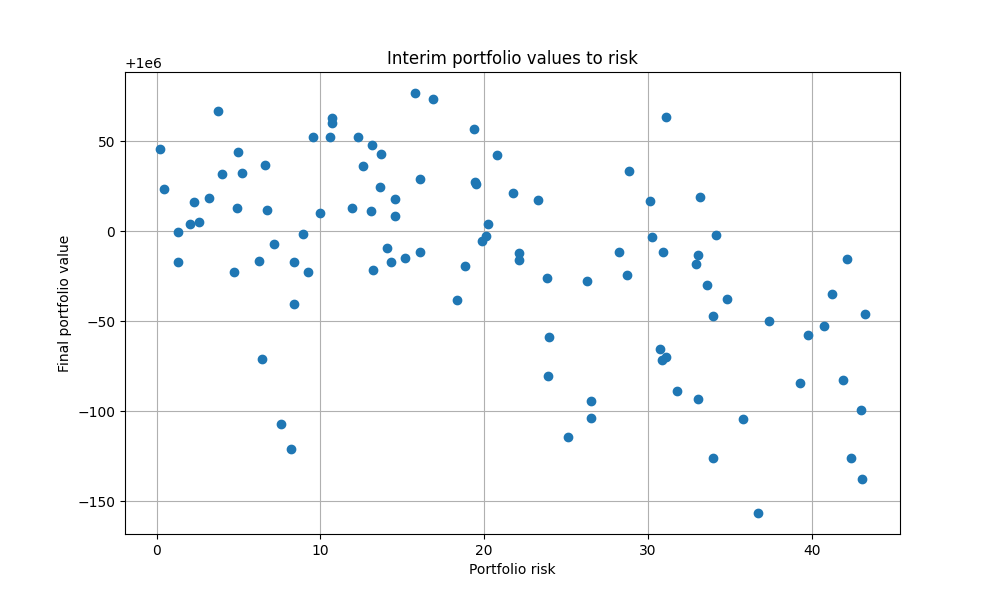 Interim portfolio values to risk
+1e6
50
0
−50
−100
−150
Final portfolio value
0 10 20 30 40
Portfolio risk